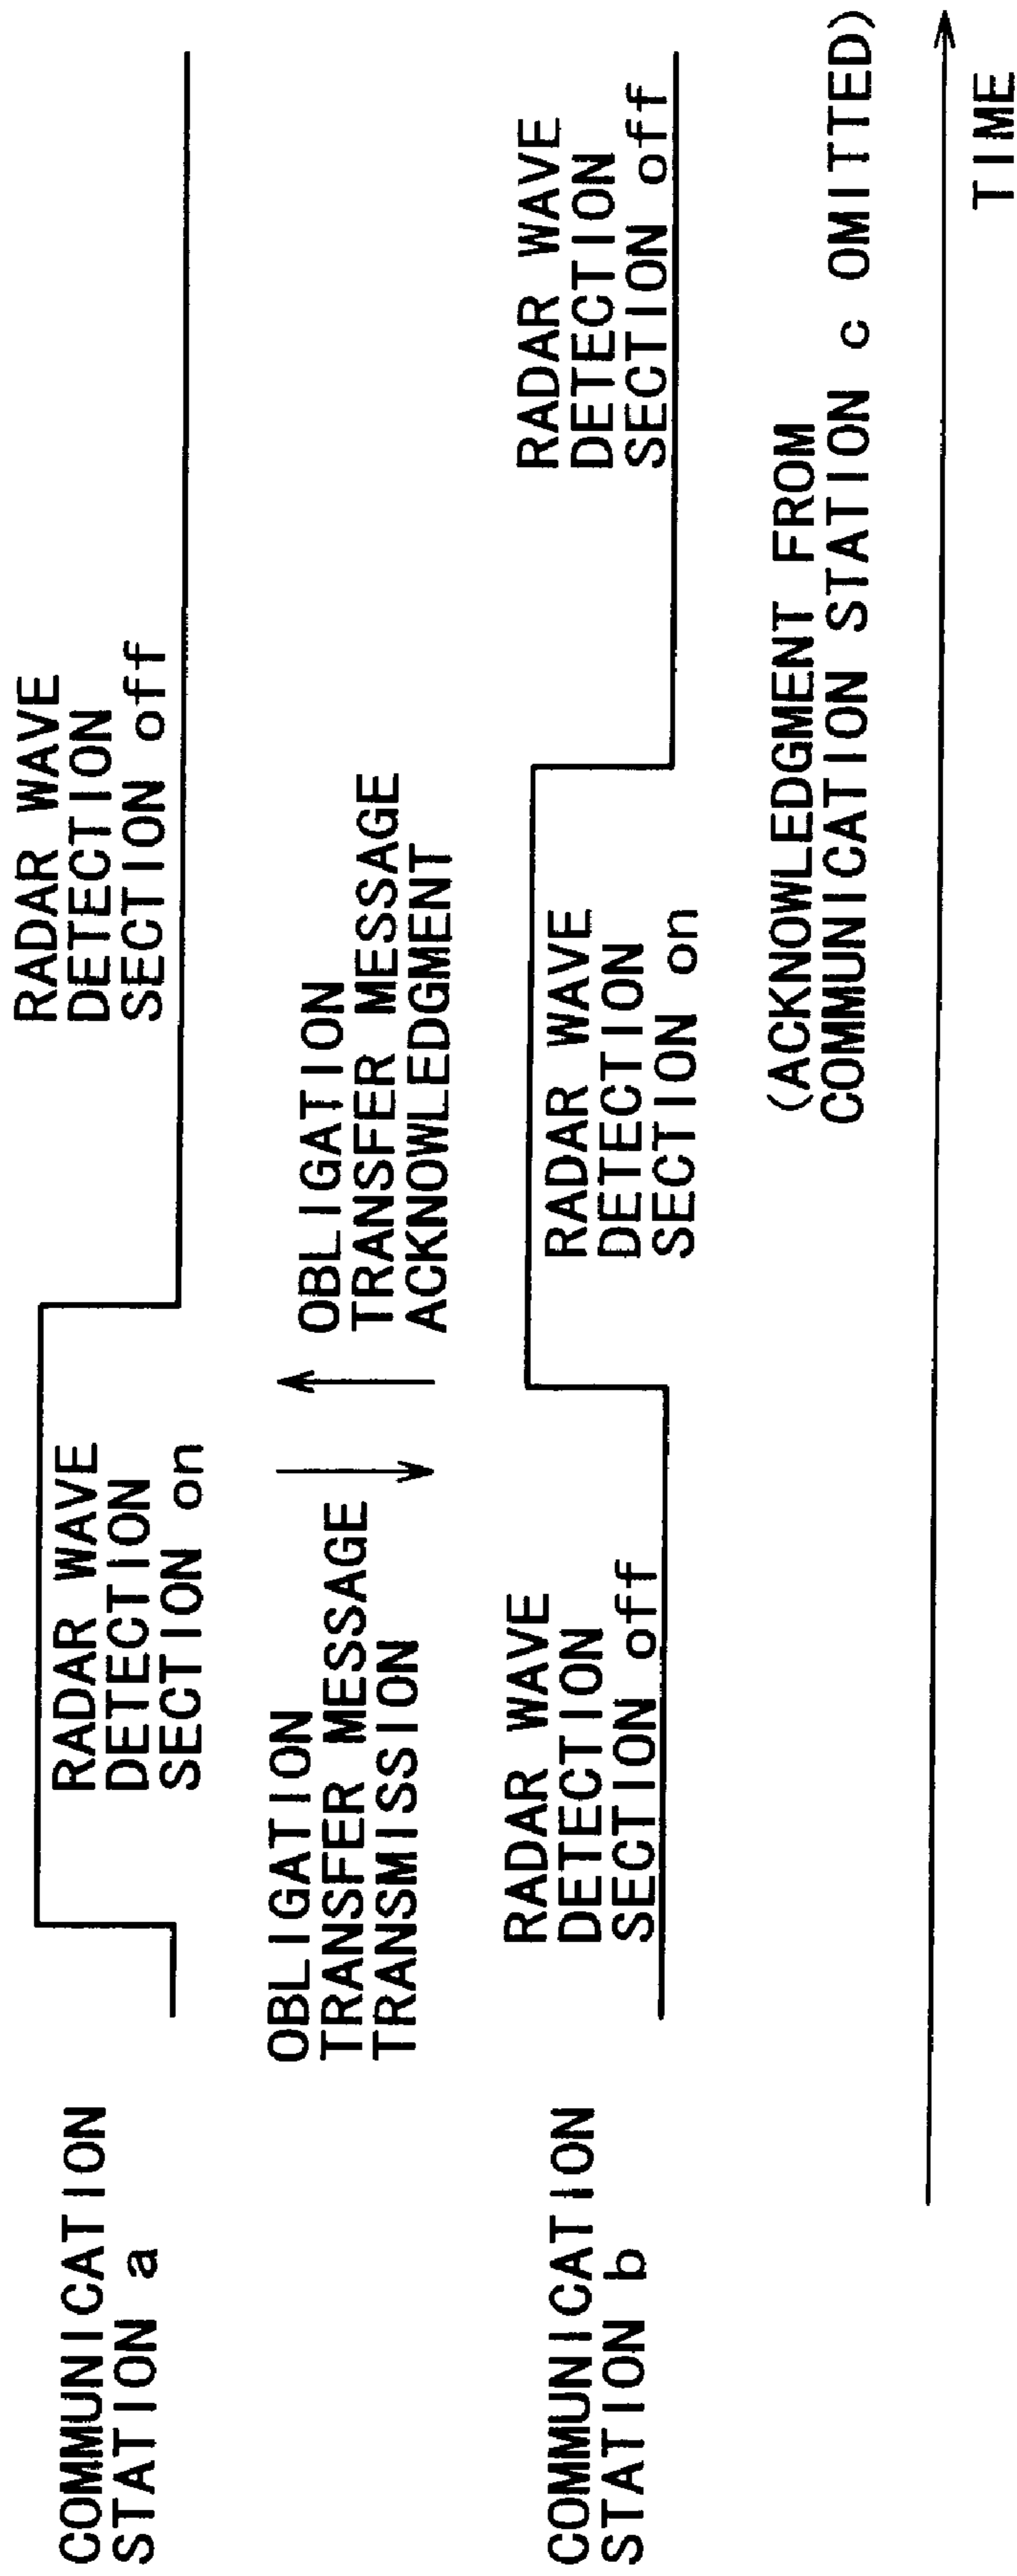 COMMUNICATION
STATION a
RADAR WAVE
DETECTION
SECTION on
RADAR WAVE
DETECTION
SECTION off
OBLIGATION
TRANSFER MESSAGE
TRANSMISSION
OBLIGATION
TRANSFER MESSAGE
ACKNOWLEDGMENT
COMMUNICATION
STATION b
RADAR WAVE
DETECTION
SECTION off
RADAR WAVE
DETECTION
SECTION on
RADAR WAVE
DETECTION
SECTION off
(ACKNOWLEDGMENT FROM
COMMUNICATION STATION c OMITTED)
TIME